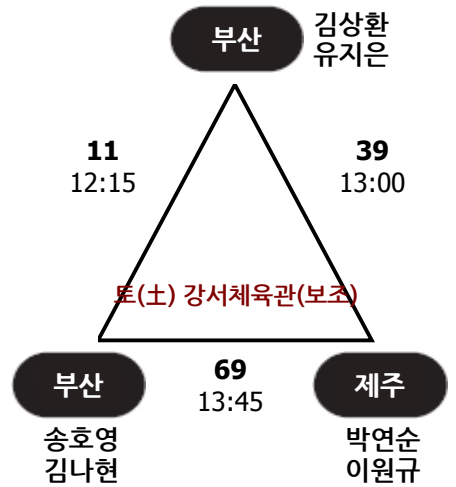 부산
김상환
유지은
11
12:15
39
13:00
토(土) 강서체육관(보조)
부산
69
13:45
제주
송호영
김나현
박연순
이원규